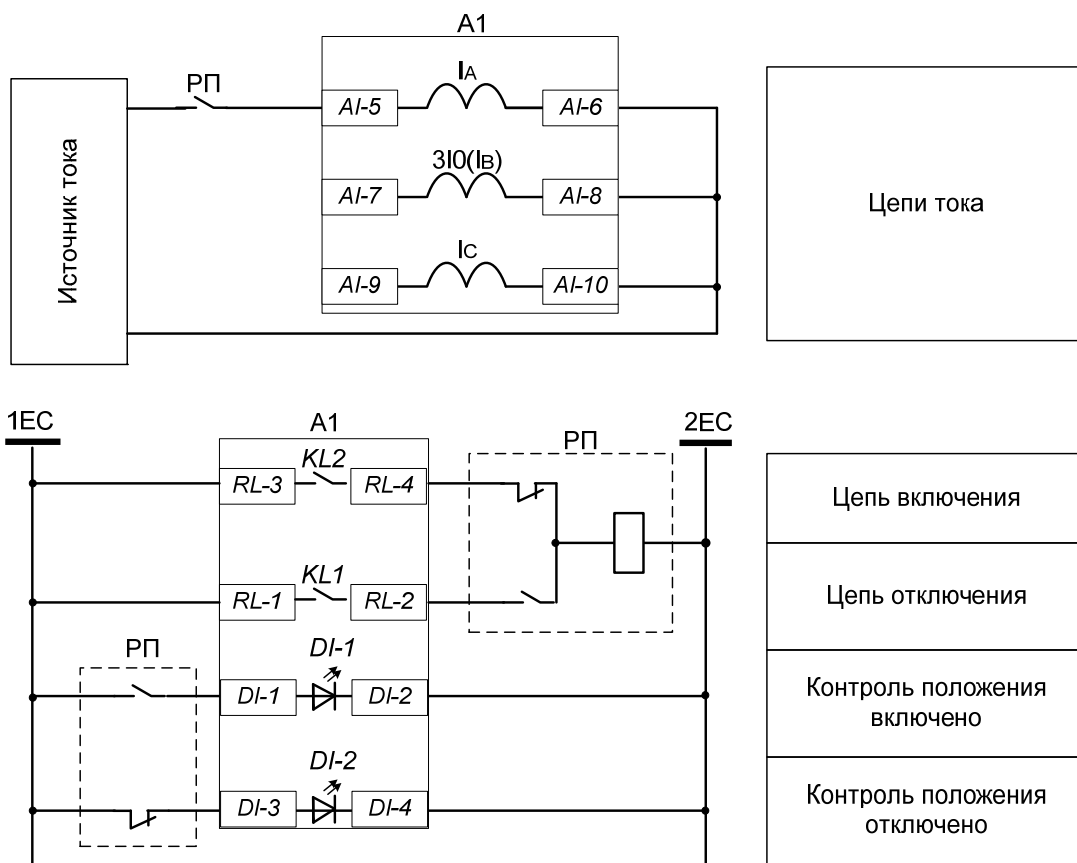 A1
РП
IA
AI-5
AI-6
Источник тока
3I0(IB)
AI-7
AI-8
Цепи тока
IC
AI-9
AI-10
1ЕС
A1
РП
2ЕС
KL2
RL-3
RL-4
Цепь включения
KL1
RL-1
RL-2
Цепь отключения
РП
DI-1
DI-1
DI-2
Контроль положения
включено
DI-2
DI-3
DI-4
Контроль положения
отключено